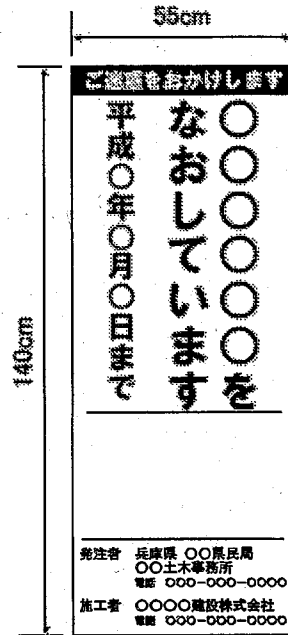 55cm
140cm
ご迷惑をおかけします
○○○○○○を
なおしています
平成○年○月○日まで
発注者 兵庫県 ○○県民局
○○土木事務所
電話 ○○○-○○○-○○○○
施工者 ○○○○建設株式会社
電話 ○○○-○○○-○○○○